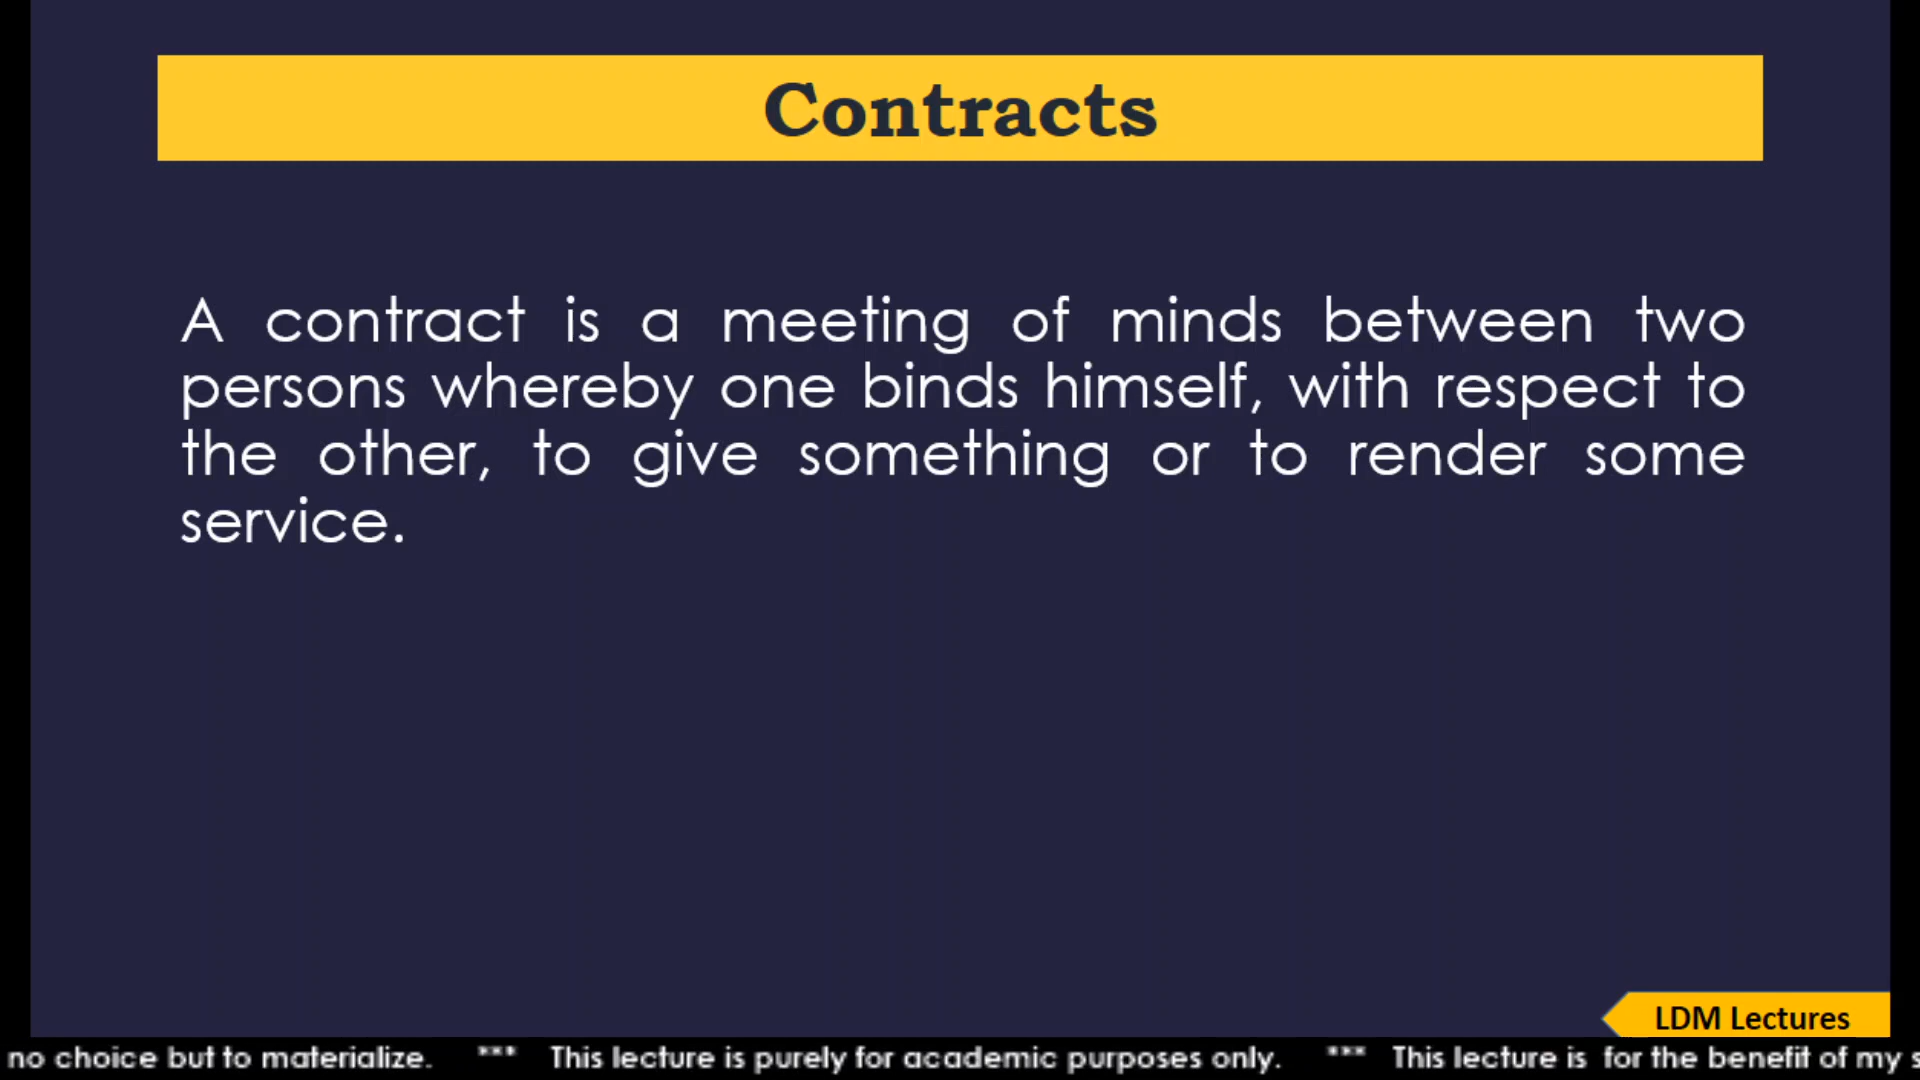 Contracts
A contract is a meeting of minds between two
persons whereby one binds himself, with respect to
the other, to give something or to render some
service.
LDM Lectures
no choice but to materialize. *** This lecture is purely for academic purposes only. *** This lecture is for the benefit of my